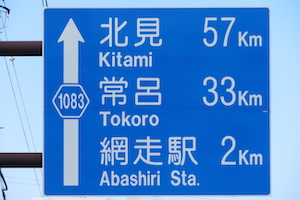 北見 57Km
Kitami
1083
常呂 33Km
Tokoro
網走駅 2Km
Abashiri Sta.